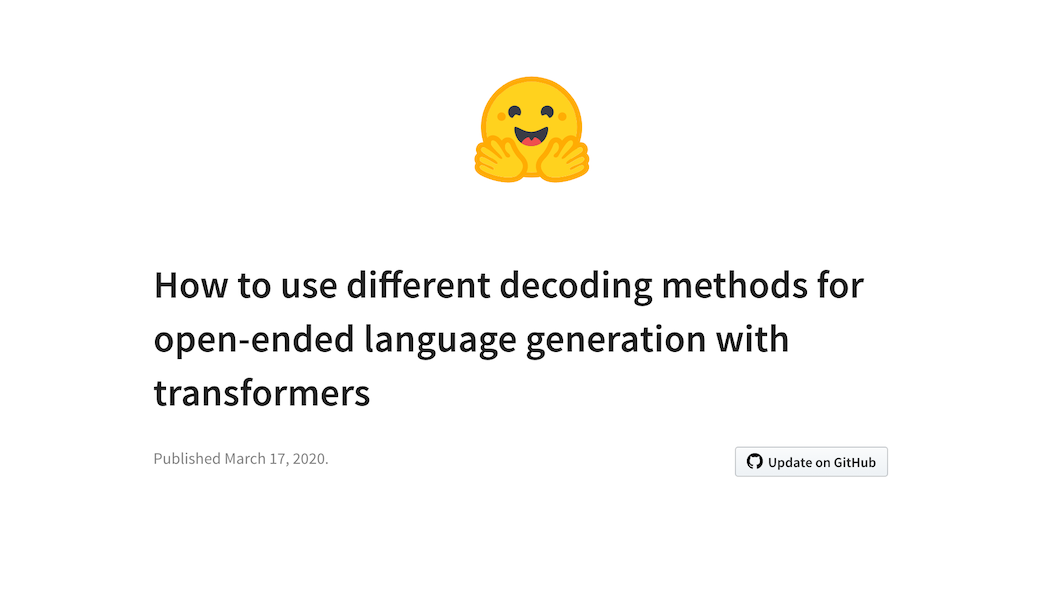 How to use different decoding methods for
open-ended language generation with
transformers
Published March 17, 2020.
Update on GitHub